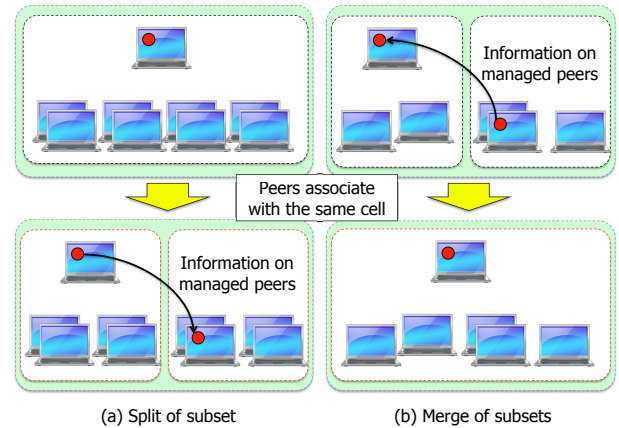 Information on
managed peers
Peers associate
with the same cell
Information on
managed peers
(a) Split of subset
(b) Merge of subsets